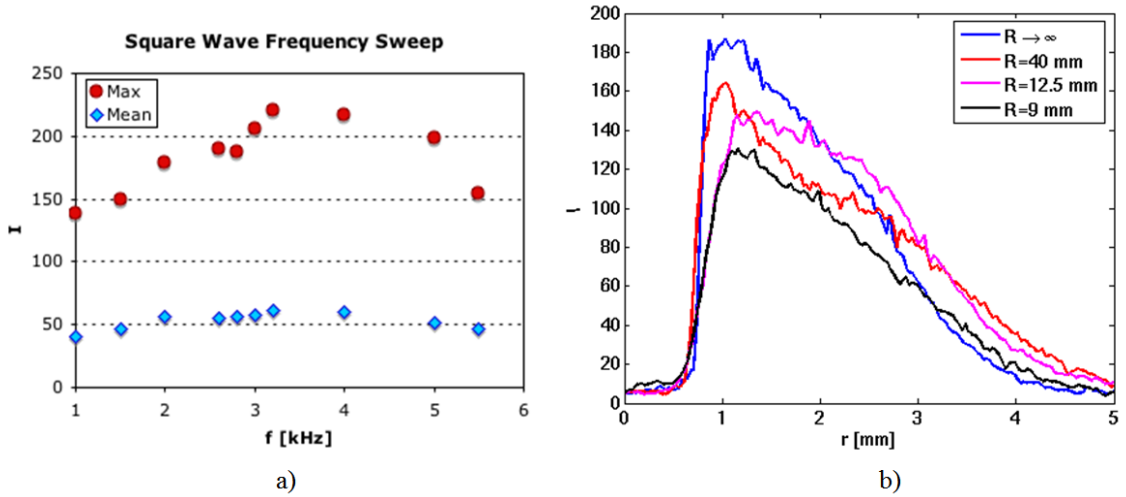 a)
b)
Square Wave Frequency Sweep
Max
Mean
250
200
150
100
50
0
I
1 2 3 4 5 6
f [kHz]
R → ∞
R=40 mm
R=12.5 mm
R=9 mm
200
180
160
140
120
100
80
60
40
20
0
I
0 1 2 3 4 5
r [mm]
a)
b)